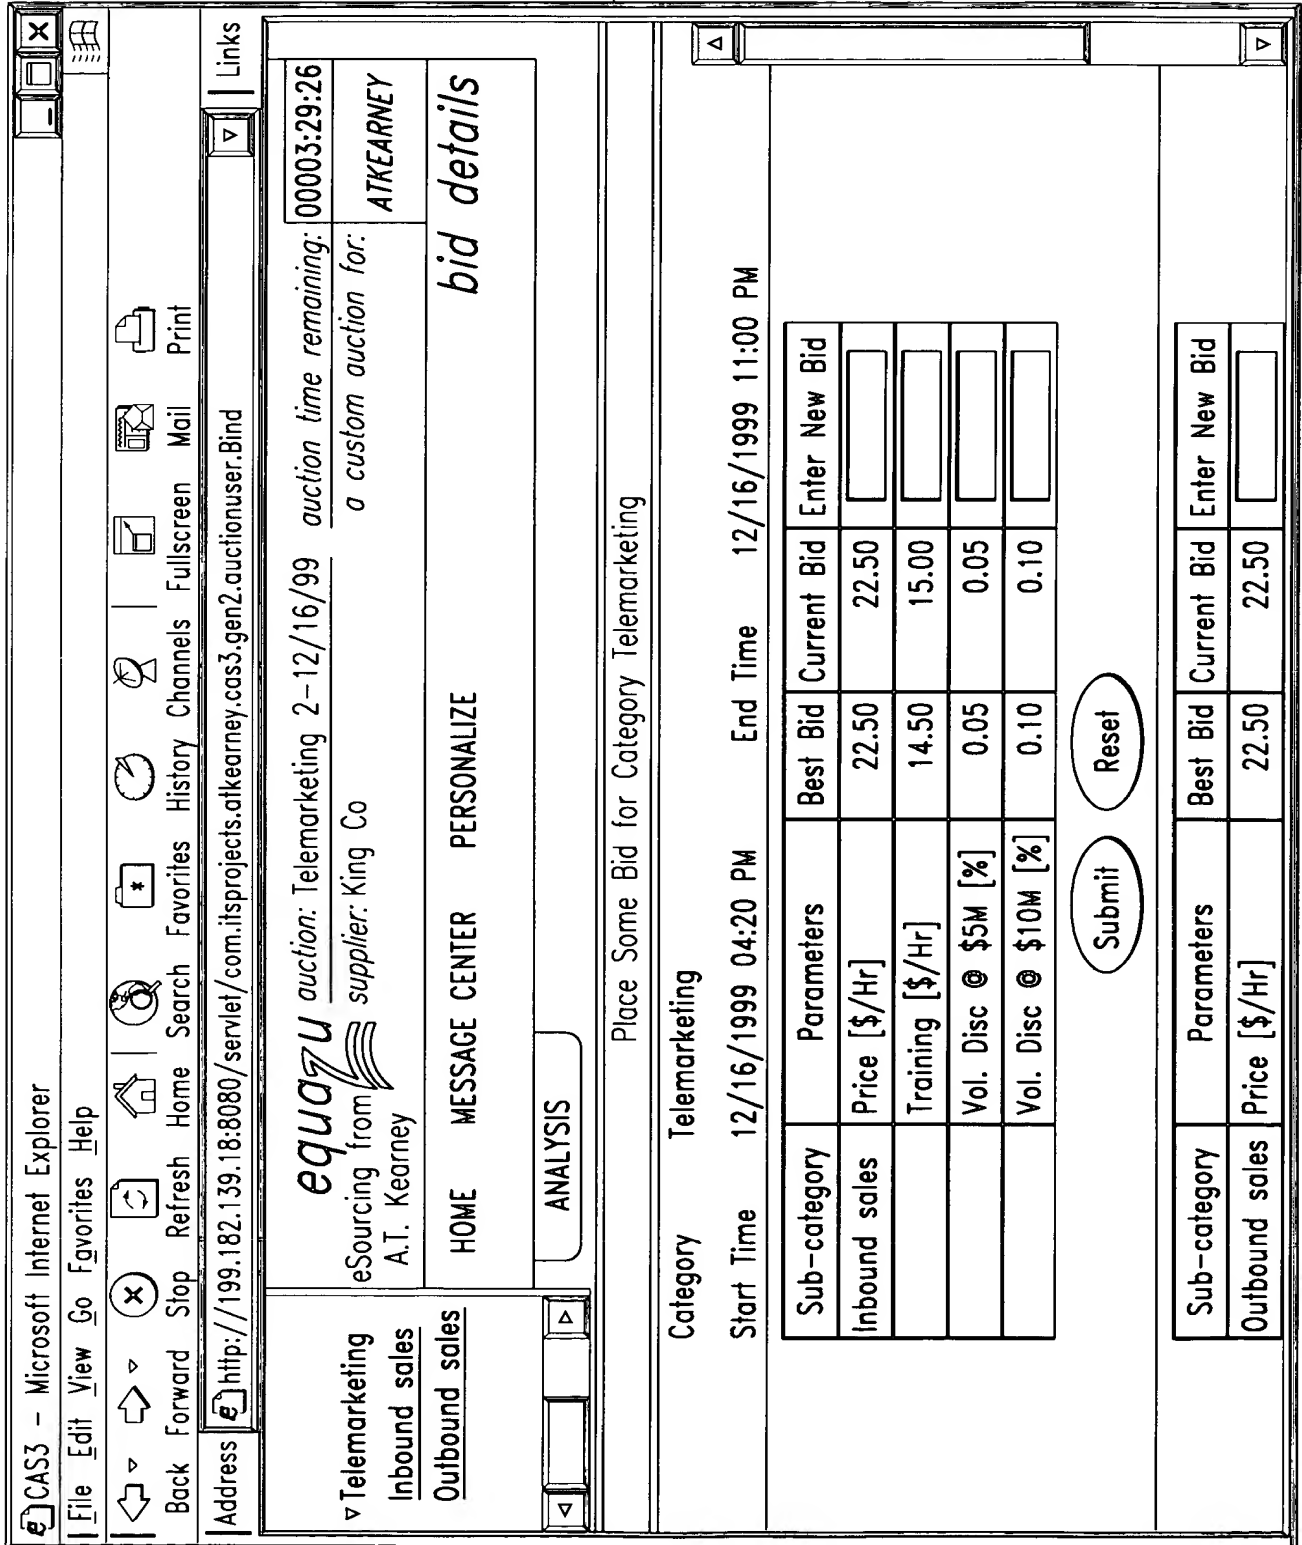 CAS3 - Microsoft Internet Explorer
File Edit View Go Favorites Help
Back Forward Stop Refresh Home Search Favorites History Channels Fullscreen Mail Print
Address http://199.182.139.18:8080/servlet/com.itsprojects.atkearney.cas3.gen2.auctionuser.Bind Links
Telemarketing
Inbound sales
Outbound sales
equazu auction: Telemarketing 2-12/16/99 auction time remaining: 00003:29:26
eSourcing from supplier: King Co a custom auction for: ATKEARNEY
A.T. Kearney
HOME MESSAGE CENTER PERSONALIZE bid details
ANALYSIS
Place Some Bid for Category Telemarketing
Category Telemarketing
Start Time 12/16/1999 04:20 PM End Time 12/16/1999 11:00 PM
Sub-category Parameters Best Bid Current Bid Enter New Bid
Inbound sales Price [$/Hr] 22.50 22.50
Training [$/Hr] 14.50 15.00
Vol. Disc @ $5M [%] 0.05 0.05
Vol. Disc @ $10M [%] 0.10 0.10
Submit Reset
Sub-category Parameters Best Bid Current Bid Enter New Bid
Outbound sales Price [$/Hr] 22.50 22.50